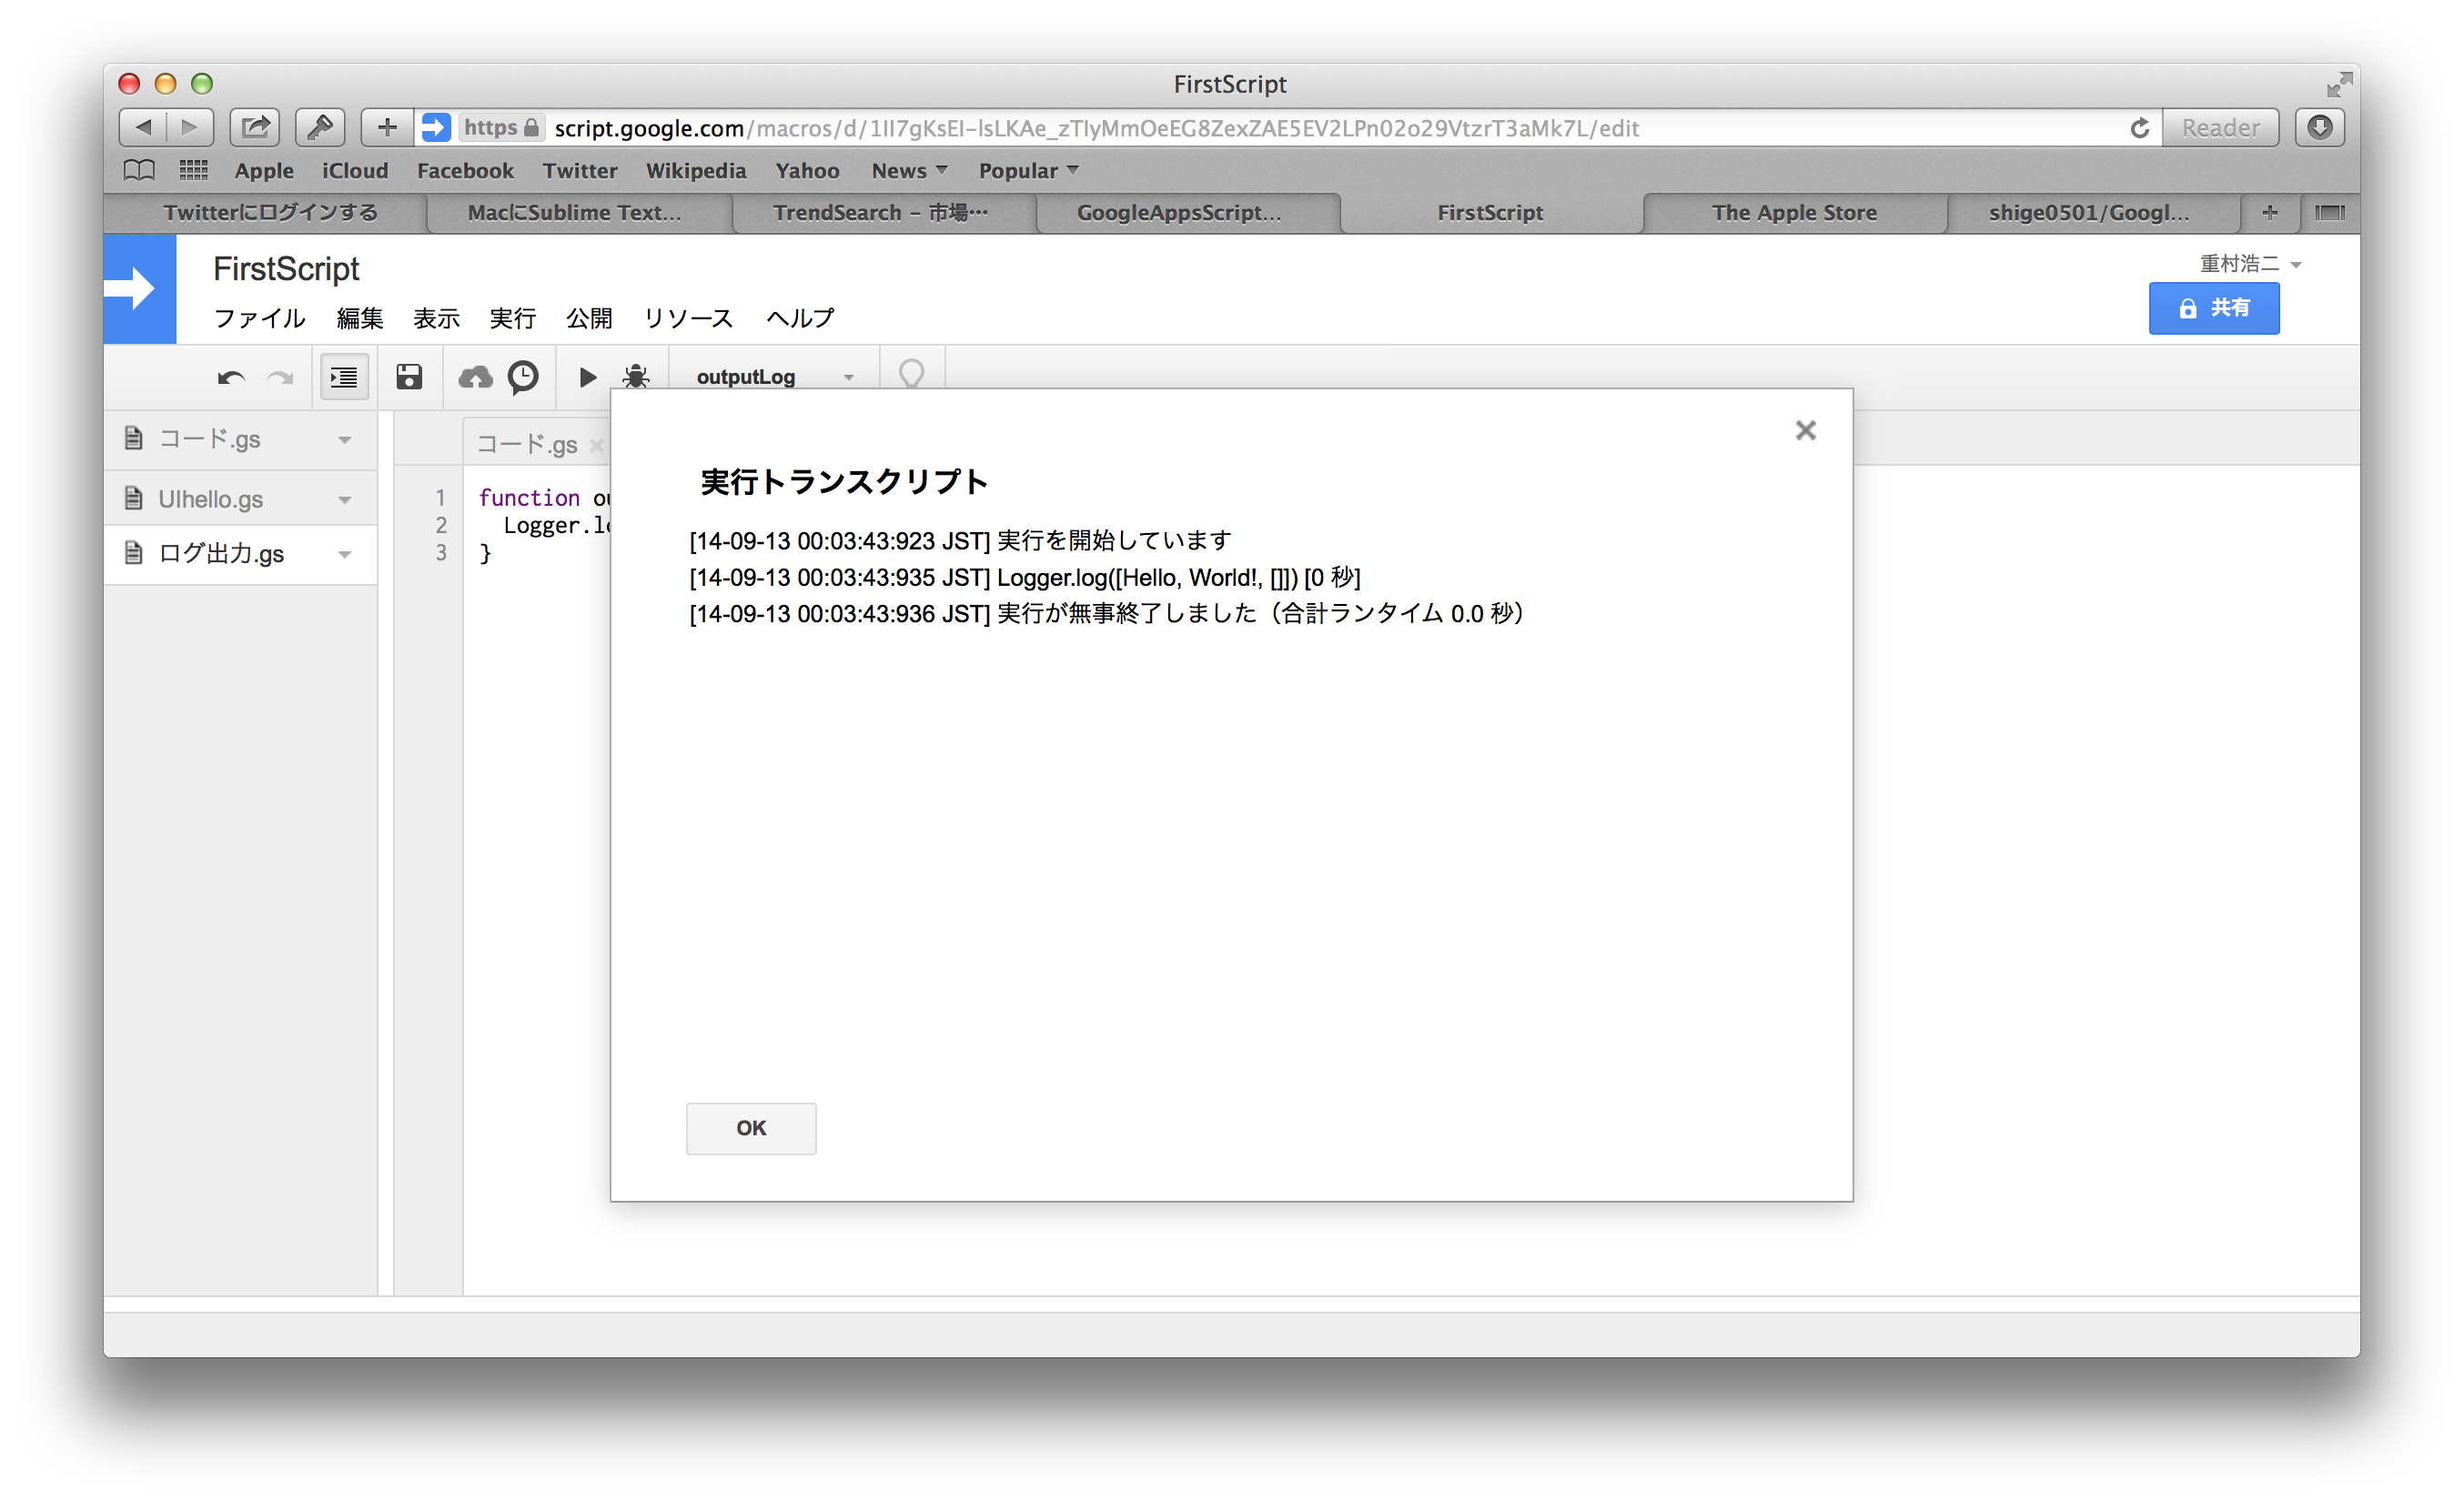 FirstScript
https script.google.com/macros/d/1II7gKsEI-lsLKAe_zTIyMmOeEG8ZexZAE5EV2LPn02o29VtzrT3aMk7L/edit Reader
Apple iCloud Facebook Twitter Wikipedia Yahoo News Popular
Twitterにログインする MacにSublime Text... TrendSearch – 市場… GoogleAppsScript... FirstScript The Apple Store shige0501/Googl...
FirstScript
重村浩二
ファイル 編集 表示 実行 公開 リソース ヘルプ
共有
outputLog
コード.gs
UIhello.gs
ログ出力.gs
コード.gs
1 function ou
2 Logger.lo
3 }
実行トランスクリプト
[14-09-13 00:03:43:923 JST] 実行を開始しています
[14-09-13 00:03:43:935 JST] Logger.log([Hello, World!, []]) [0 秒]
[14-09-13 00:03:43:936 JST] 実行が無事終了しました（合計ランタイム 0.0 秒）
OK